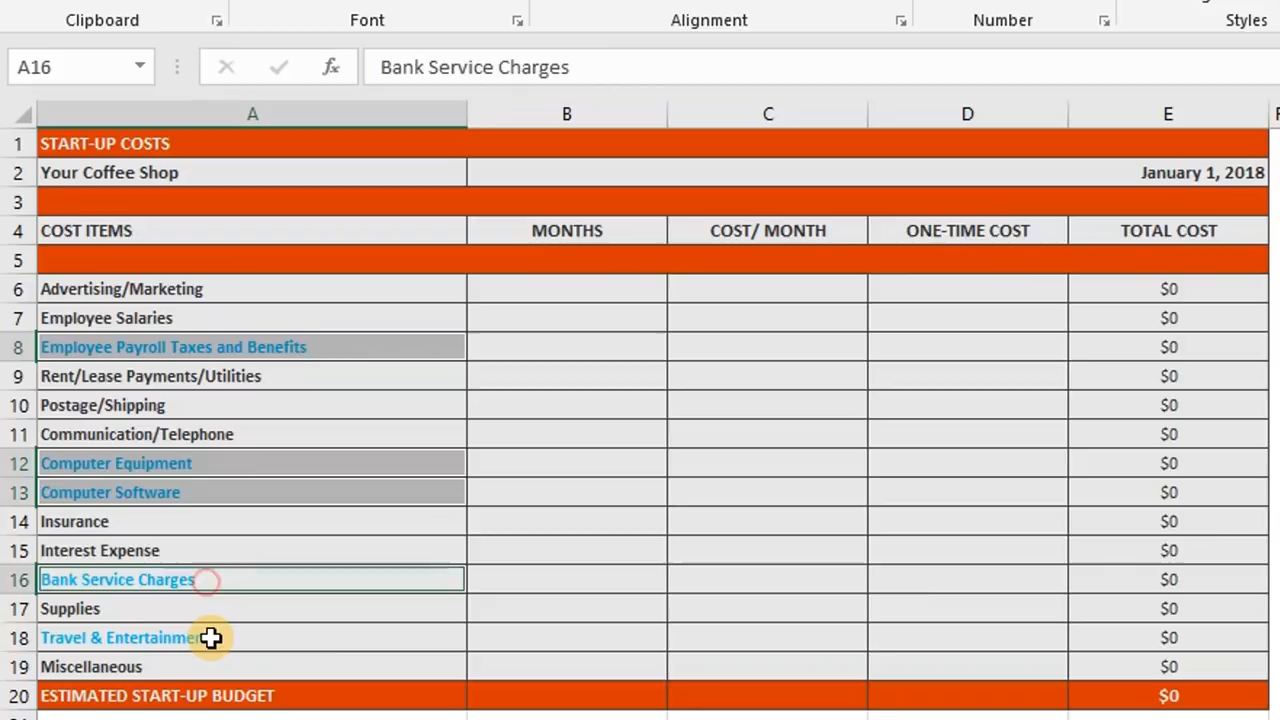 Clipboard Font Alignment Number Styles
A16 fx Bank Service Charges
A B C D E
1 START-UP COSTS
2 Your Coffee Shop January 1, 2018
3
4 COST ITEMS MONTHS COST/ MONTH ONE-TIME COST TOTAL COST
5
6 Advertising/Marketing $0
7 Employee Salaries $0
8 Employee Payroll Taxes and Benefits $0
9 Rent/Lease Payments/Utilities $0
10 Postage/Shipping $0
11 Communication/Telephone $0
12 Computer Equipment $0
13 Computer Software $0
14 Insurance $0
15 Interest Expense $0
16 Bank Service Charges $0
17 Supplies $0
18 Travel & Entertainment $0
19 Miscellaneous $0
20 ESTIMATED START-UP BUDGET $0